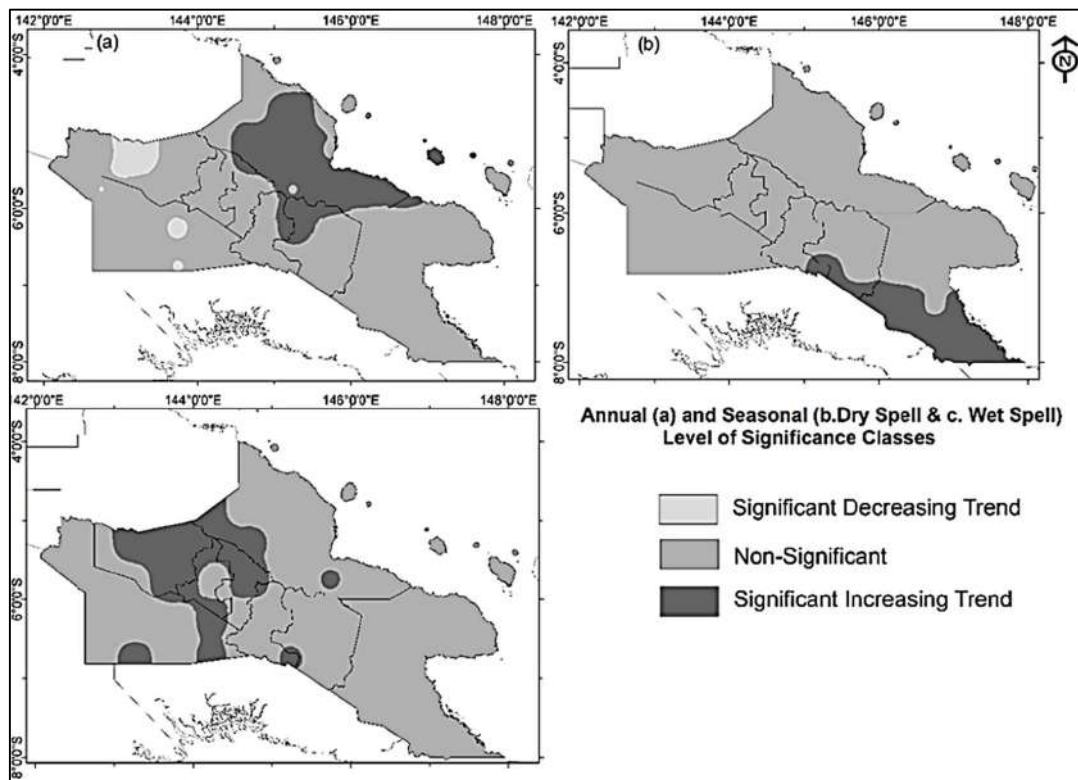 142°0'0"E 144°0'0"E 146°0'0"E 148°0'0"E
(a)
4°0'0"S
6°0'0"S
8°0'0"S
142°0'0"E 144°0'0"E 146°0'0"E 148°0'0"E
(b)
4°0'0"S
6°0'0"S
8°0'0"S
N
142°0'0"E 144°0'0"E 146°0'0"E 148°0'0"E
4°0'0"S
6°0'0"S
8°0'0"S
Annual (a) and Seasonal (b.Dry Spell & c. Wet Spell)
Level of Significance Classes
Significant Decreasing Trend
Non-Significant
Significant Increasing Trend